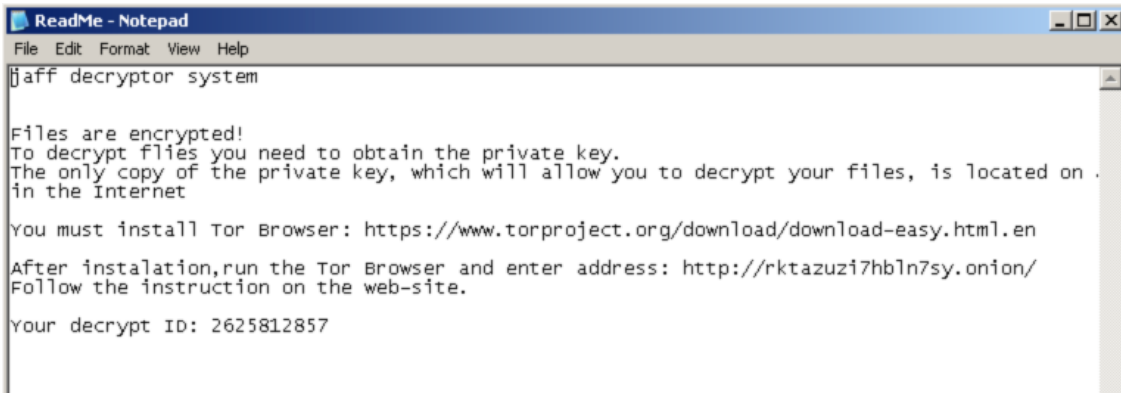 ReadMe - Notepad
File Edit Format View Help
jaff decryptor system
Files are encrypted!
To decrypt flies you need to obtain the private key.
The only copy of the private key, which will allow you to decrypt your files, is located on
in the Internet
You must install Tor Browser: https://www.torproject.org/download/download-easy.html.en
After instalation,run the Tor Browser and enter address: http://rktazuzi7hbln7sy.onion/
Follow the instruction on the web-site.
Your decrypt ID: 2625812857